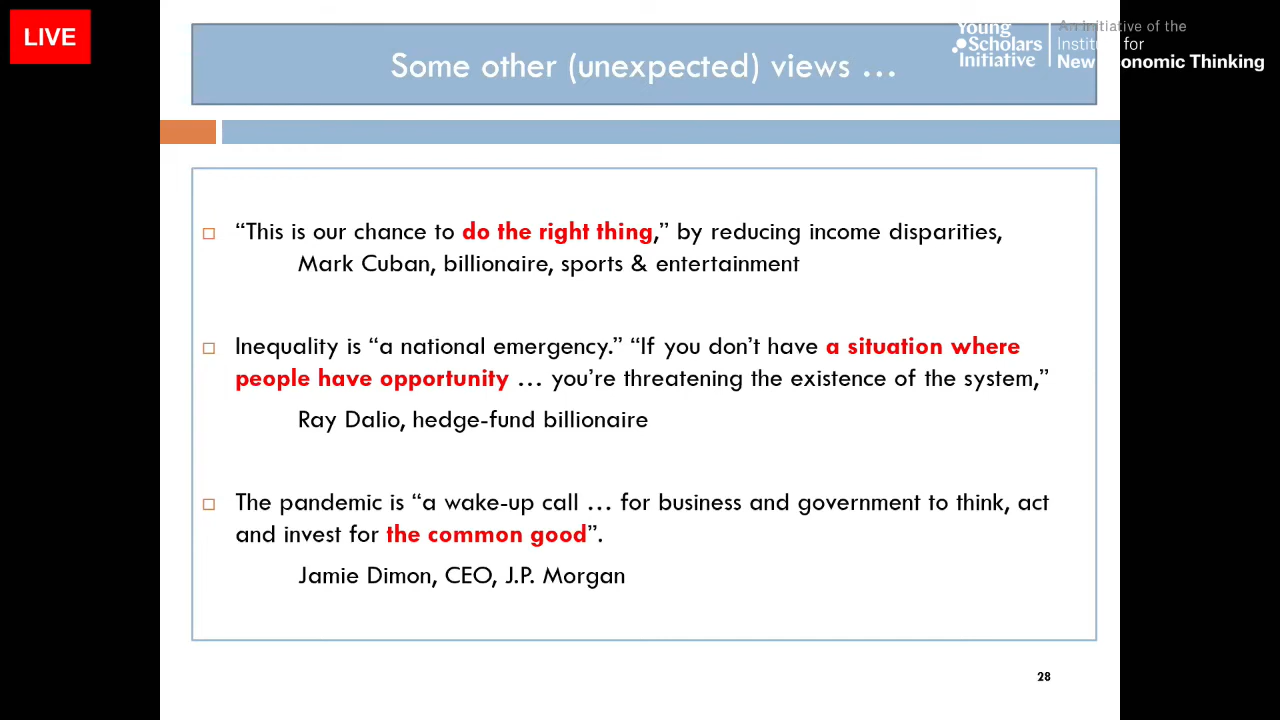 LIVE
Some other (unexpected) views …
Young
Scholars
Initiative
An initiative of the
Institute for
New Economic Thinking
“This is our chance to do the right thing,” by reducing income disparities,
Mark Cuban, billionaire, sports & entertainment
Inequality is “a national emergency.” “If you don’t have a situation where
people have opportunity … you’re threatening the existence of the system,”
Ray Dalio, hedge-fund billionaire
The pandemic is “a wake-up call … for business and government to think, act
and invest for the common good”.
Jamie Dimon, CEO, J.P. Morgan
28